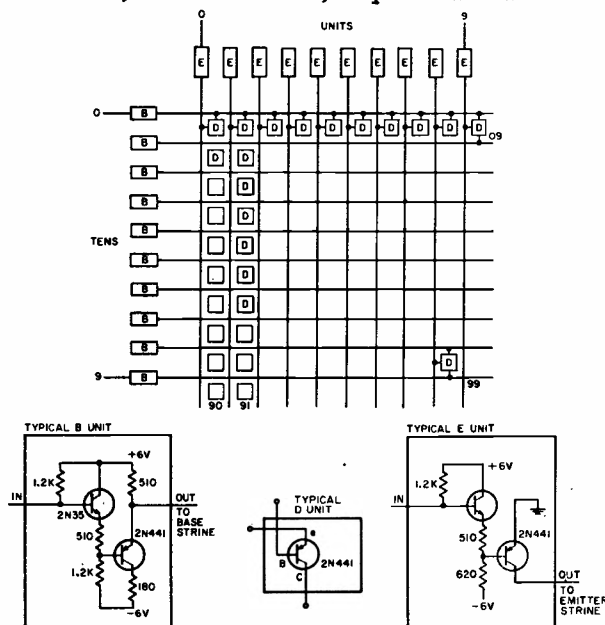 0
9
UNITS
E E E E E E E E E E
0
B
D D D D D D D D D D
09
B
D D
B
D
B
D
TENS
B
D
B
D
B
D
B
B
D
9
B
99
90 91
TYPICAL B UNIT
+6V
1.2K
510
IN
OUT
TO
BASE
STRINE
2N35
510
2N441
1.2K
180
-6V
TYPICAL
D UNIT
e
B
2N441
C
TYPICAL E UNIT
+6V
1.2K
IN
510
2N441
620
OUT
-6V
TO
EMITTER
STRINE